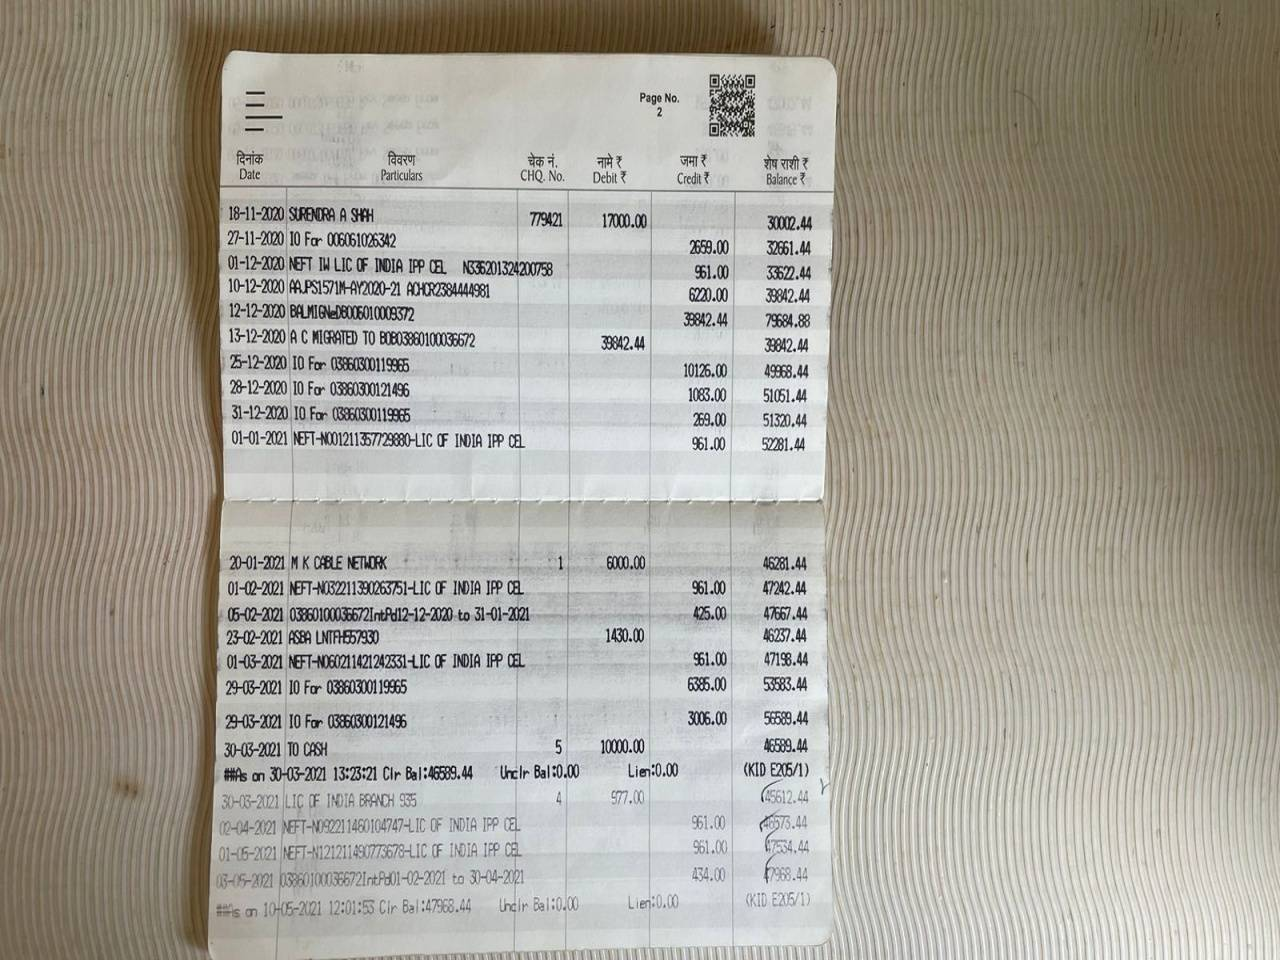 Page No.
2
दिनांक विवरण चेक नं. नामे ₹ जमा ₹ शेष राशी ₹
Date Particulars CHQ. No. Debit ₹ Credit ₹ Balance ₹
18-11-2020 SURENDRA A SHAH 779421 17000.00 30002.44
27-11-2020 IO For 006061026342 2659.00 32661.44
01-12-2020 NEFT IW LIC OF INDIA IPP CEL N336201324200758 961.00 33622.44
10-12-2020 AAJPS1571M-AY2020-21 ACHCR2384444981 6220.00 39842.44
12-12-2020 BALMIGNeDB006010009372 39842.44 79684.88
13-12-2020 A C MIGRATED TO BOB03860100036672 39842.44 39842.44
25-12-2020 IO For 03860300119965 10126.00 49968.44
28-12-2020 IO For 03860300121496 1083.00 51051.44
31-12-2020 IO For 03860300119965 269.00 51320.44
01-01-2021 NEFT-N001211357729880-LIC OF INDIA IPP CEL 961.00 52281.44
20-01-2021 M K CABLE NETWORK 1 6000.00 46281.44
01-02-2021 NEFT-N032211390263751-LIC OF INDIA IPP CEL 961.00 47242.44
05-02-2021 03860100036672IntPd12-12-2020 to 31-01-2021 425.00 47667.44
23-02-2021 ASBA LNTFH557930 1430.00 46237.44
01-03-2021 NEFT-N060211421242331-LIC OF INDIA IPP CEL 961.00 47198.44
29-03-2021 IO For 03860300119965 6385.00 53583.44
29-03-2021 IO For 03860300121496 3006.00 56589.44
30-03-2021 TO CASH 5 10000.00 46589.44
##As on 30-03-2021 13:23:21 Clr Bal:46589.44 Unclr Bal:0.00 Lien:0.00 (KID E205/1)
30-03-2021 LIC OF INDIA BRANCH 935 4 977.00 45612.44
02-04-2021 NEFT-N092211460104747-LIC OF INDIA IPP CEL 961.00 46573.44
01-05-2021 NEFT-N121211490773678-LIC OF INDIA IPP CEL 961.00 47534.44
03-05-2021 03860100036672IntPd01-02-2021 to 30-04-2021 434.00 47968.44
##As on 10-05-2021 12:01:53 Clr Bal:47968.44 Unclr Bal:0.00 Lien:0.00 (KID E205/1)